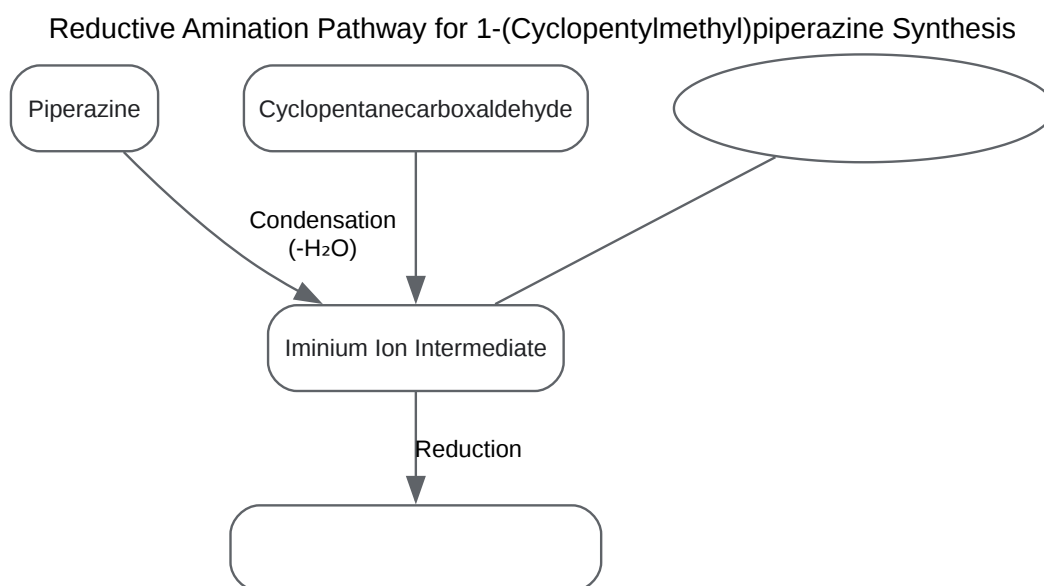 Reductive Amination Pathway for 1-(Cyclopentylmethyl)piperazine Synthesis
Piperazine
Cyclopentanecarboxaldehyde
Condensation
(-H₂O)
Iminium Ion Intermediate
Reduction